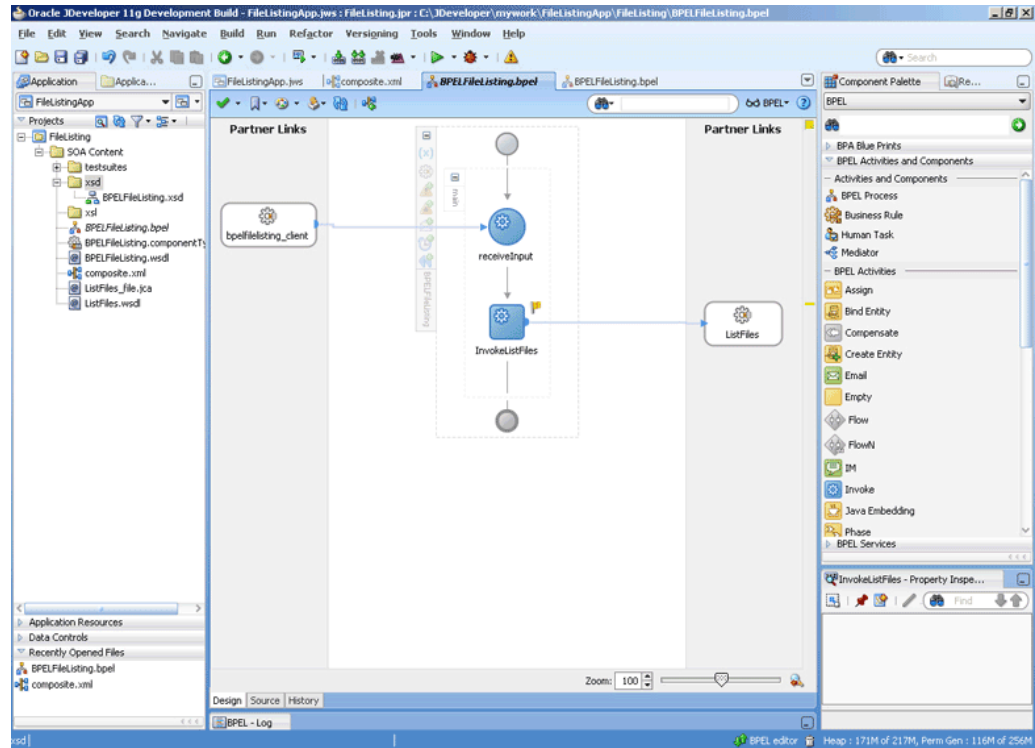 Oracle JDeveloper 11g Development Build - FileListingApp.jws : FileListing.jpr : C:\JDeveloper\mywork\FileListingApp\FileListing\BPELFileListing.bpel
File Edit View Search Navigate Build Run Refactor Versioning Tools Window Help
Search
Application Applica...
FileListingApp
Projects
FileListing
SOA Content
testsuites
xsd
BPELFileListing.xsd
xsl
BPELFileListing.bpel
BPELFileListing.componentTy
BPELFileListing.wsdl
composite.xml
ListFiles_file.jca
ListFiles.wsdl
Application Resources
Data Controls
Recently Opened Files
BPELFileListing.bpel
composite.xml
FileListingApp.jws composite.xml BPELFileListing.bpel BPELFileListing.bpel
BPEL
Partner Links
Partner Links
main
BPELFileListing
bpelfilelisting_client
receiveInput
InvokeListFiles
ListFiles
Zoom: 100
Design Source History
BPEL - Log
Component Palette Re...
BPEL
BPA Blue Prints
BPEL Activities and Components
Activities and Components
BPEL Process
Business Rule
Human Task
Mediator
BPEL Activities
Assign
Bind Entity
Compensate
Create Entity
Email
Empty
Flow
FlowN
IM
Invoke
Java Embedding
Phase
BPEL Services
InvokeListFiles - Property Inspe...
Find
xsd
BPEL editor
Heap : 171M of 217M, Perm Gen : 116M of 256M